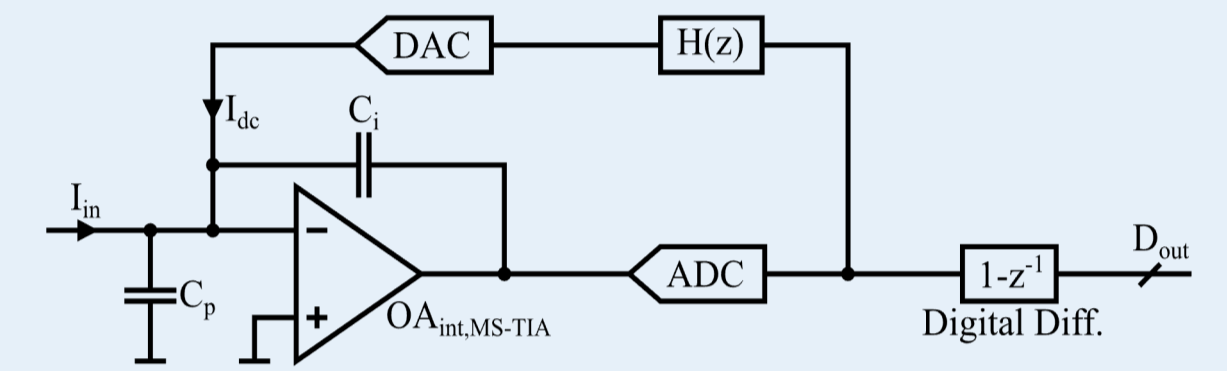 DAC
H(z)
I_dc
C_i
I_in
−
C_p
+
OA_int,MS-TIA
ADC
1-z^-1
D_out
Digital Diff.